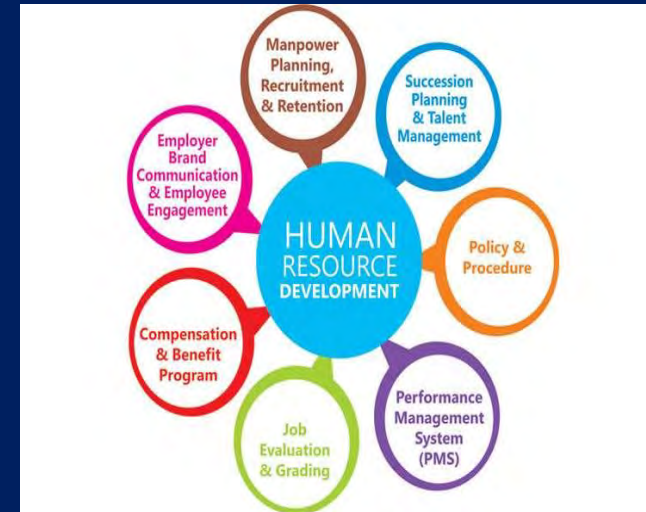 Manpower
Planning,
Recruitment
& Retention
Succession
Planning
& Talent
Management
Employer
Brand
Communication
& Employee
Engagement
HUMAN
RESOURCE
DEVELOPMENT
Policy &
Procedure
Compensation
& Benefit
Program
Performance
Management
System
(PMS)
Job
Evaluation
& Grading